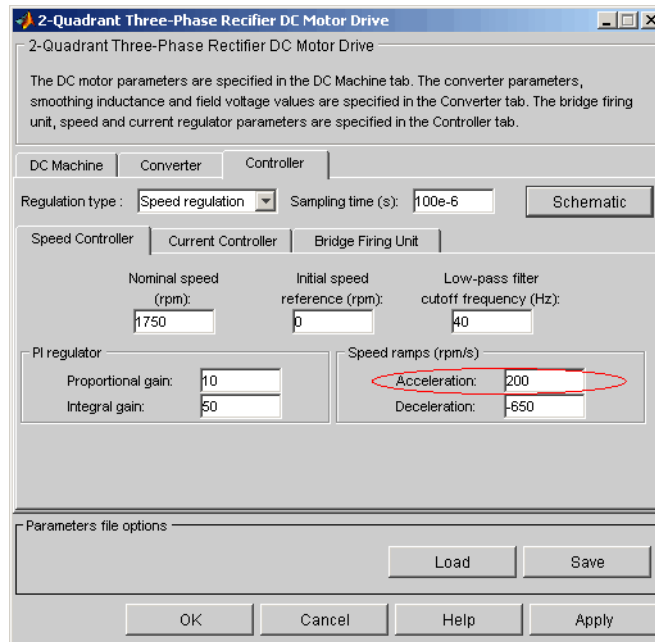 2-Quadrant Three-Phase Rectifier DC Motor Drive
2-Quadrant Three-Phase Rectifier DC Motor Drive
The DC motor parameters are specified in the DC Machine tab. The converter parameters,
smoothing inductance and field voltage values are specified in the Converter tab. The bridge firing
unit, speed and current regulator parameters are specified in the Controller tab.
DC Machine Converter Controller
Regulation type : Speed regulation Sampling time (s): 100e-6 Schematic
Speed Controller Current Controller Bridge Firing Unit
Nominal speed Initial speed Low-pass filter
(rpm): reference (rpm): cutoff frequency (Hz):
1750 0 40
PI regulator Speed ramps (rpm/s)
Proportional gain: 10 Acceleration: 200
Integral gain: 50 Deceleration: -650
Parameters file options
Load Save
OK Cancel Help Apply